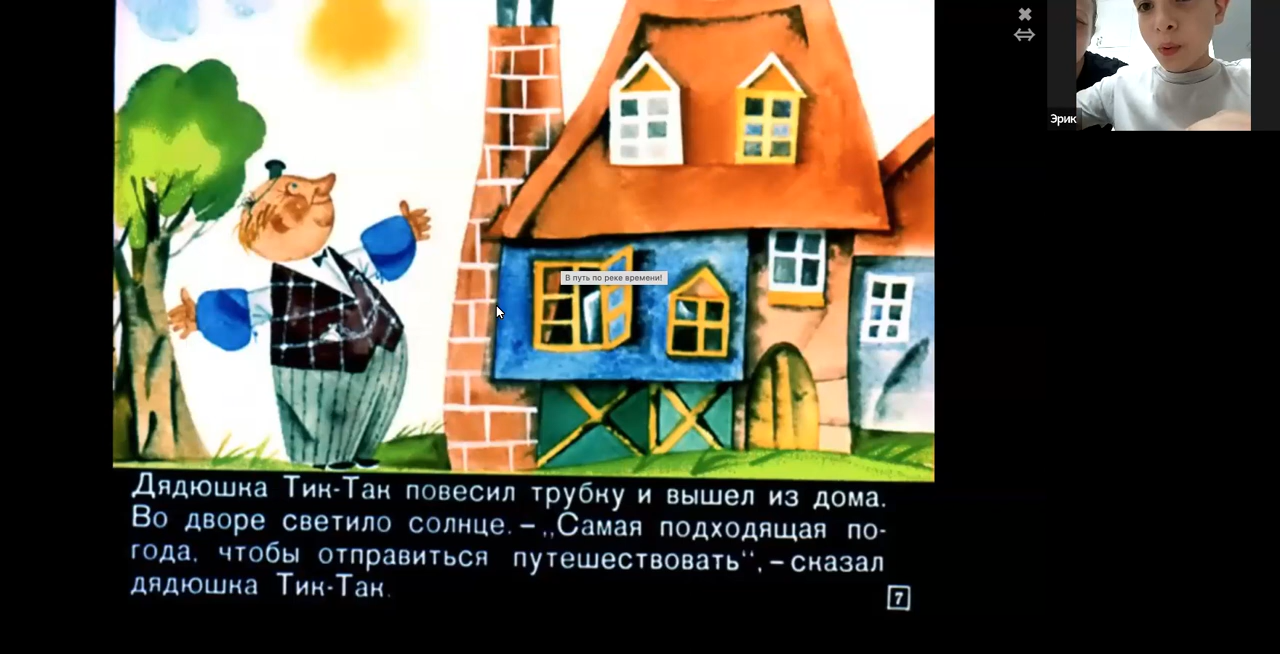 Эрик
В путь по реке времени!
Дядюшка Тик-Так повесил трубку и вышел из дома.
Во дворе светило солнце. – „Самая подходящая по-
года, чтобы отправиться путешествовать“, – сказал
дядюшка Тик-Так.
7